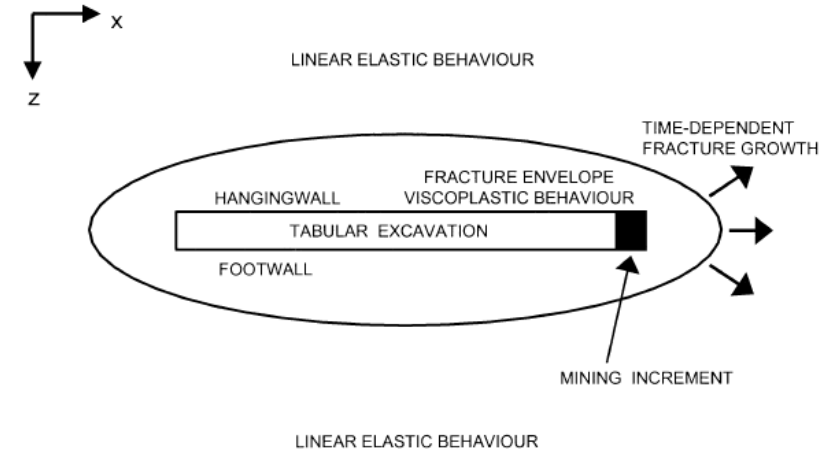 X
Z
LINEAR ELASTIC BEHAVIOUR
TIME-DEPENDENT
FRACTURE GROWTH
FRACTURE ENVELOPE
HANGINGWALL
VISCOPLASTIC BEHAVIOUR
TABULAR EXCAVATION
FOOTWALL
MINING INCREMENT
LINEAR ELASTIC BEHAVIOUR